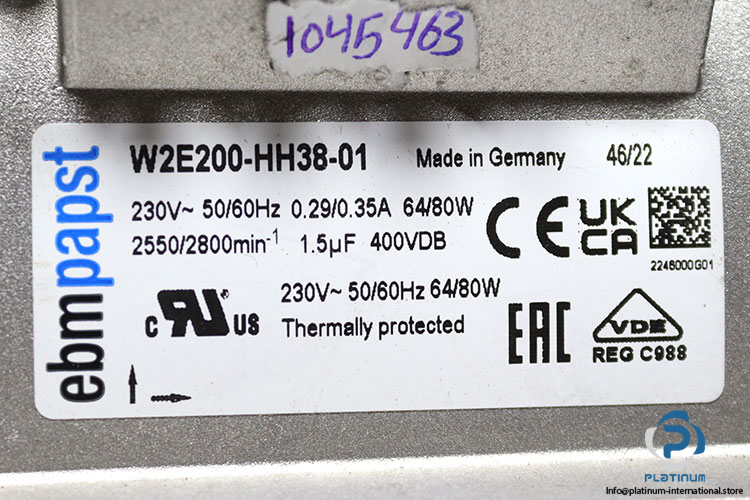 1045463
ebmpapst
W2E200-HH38-01 Made in Germany 46/22
230V~ 50/60Hz 0.29/0.35A 64/80W
2550/2800min⁻¹ 1.5µF 400VDB
CE UK CA
2246000G01
c RU US
230V~ 50/60Hz 64/80W
Thermally protected
EAC
VDE
REG C988
PLATINUM
Info@platinum-international.store